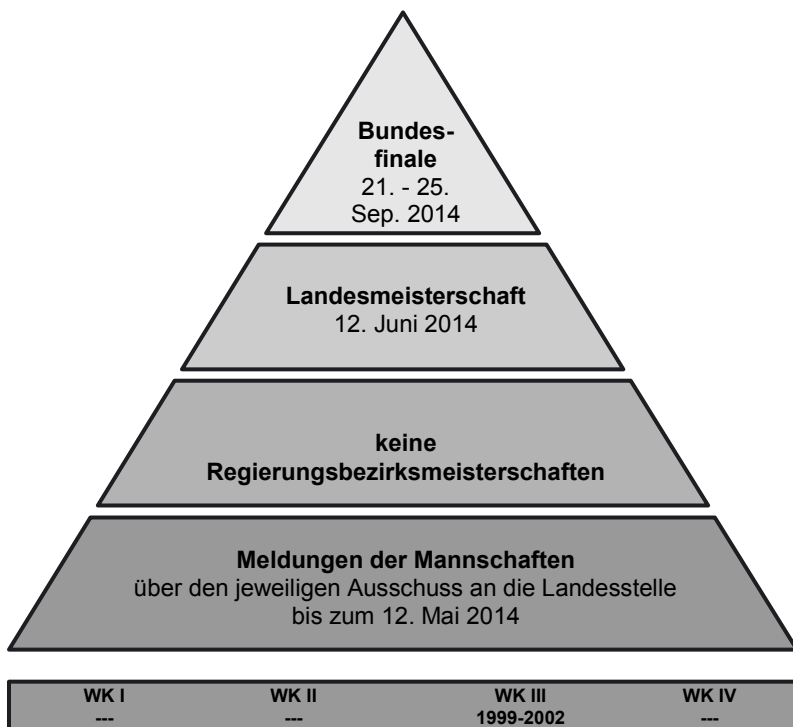 Bundes-
finale
21. - 25.
Sep. 2014
Landesmeisterschaft
12. Juni 2014
keine
Regierungsbezirksmeisterschaften
Meldungen der Mannschaften
über den jeweiligen Ausschuss an die Landesstelle
bis zum 12. Mai 2014
WK I WK II WK III WK IV
--- --- 1999-2002 ---